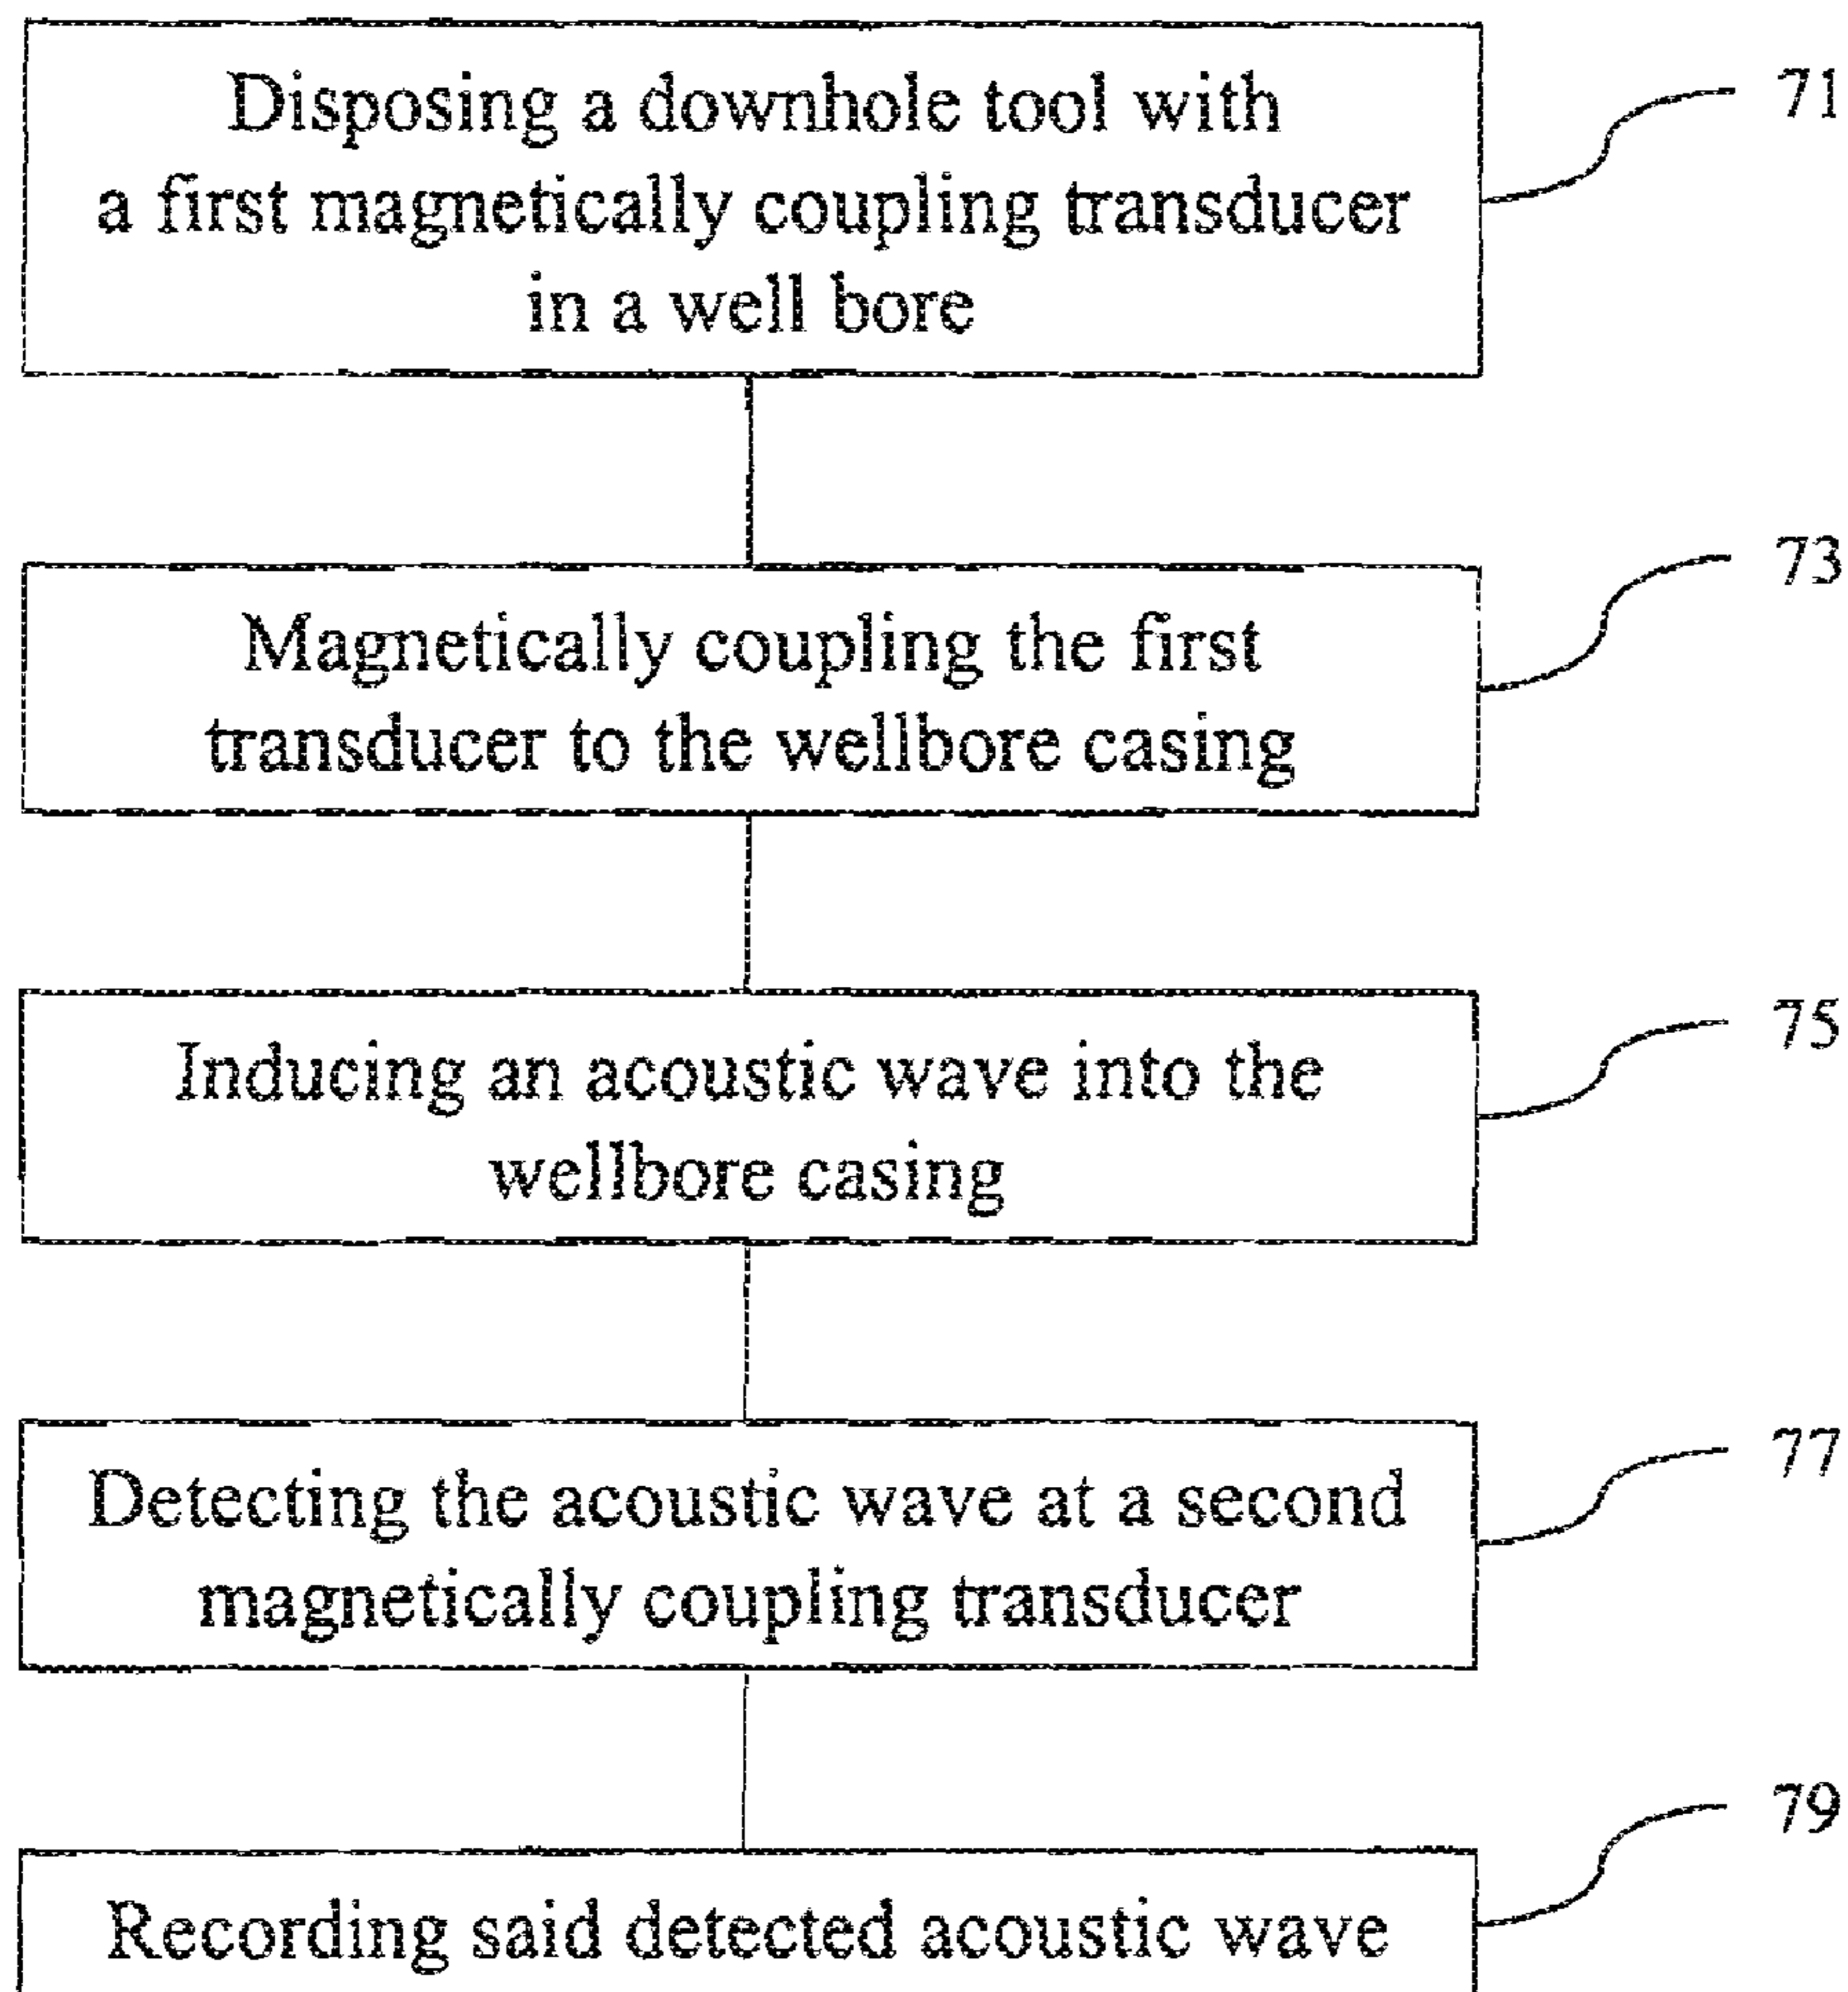 Disposing a downhole tool with
a first magnetically coupling transducer
in a well bore
71
Magnetically coupling the first
transducer to the wellbore casing
73
Inducing an acoustic wave into the
wellbore casing
75
Detecting the acoustic wave at a second
magnetically coupling transducer
77
Recording said detected acoustic wave
79